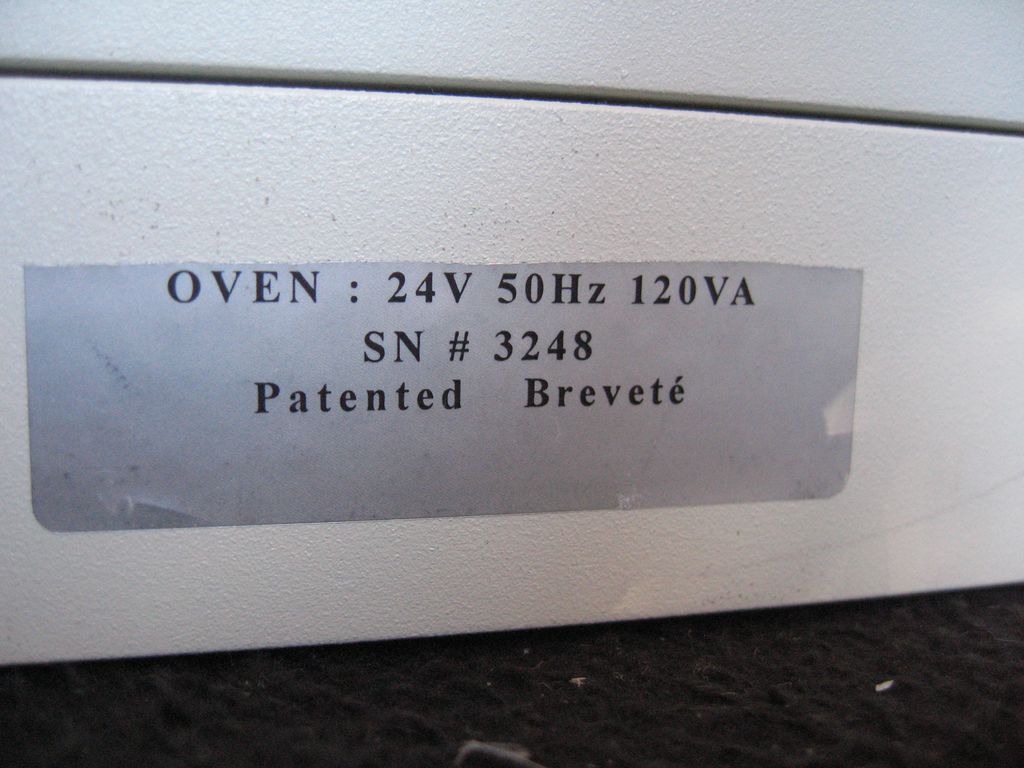 OVEN : 24V 50Hz 120VA
SN # 3248
Patented Breveté